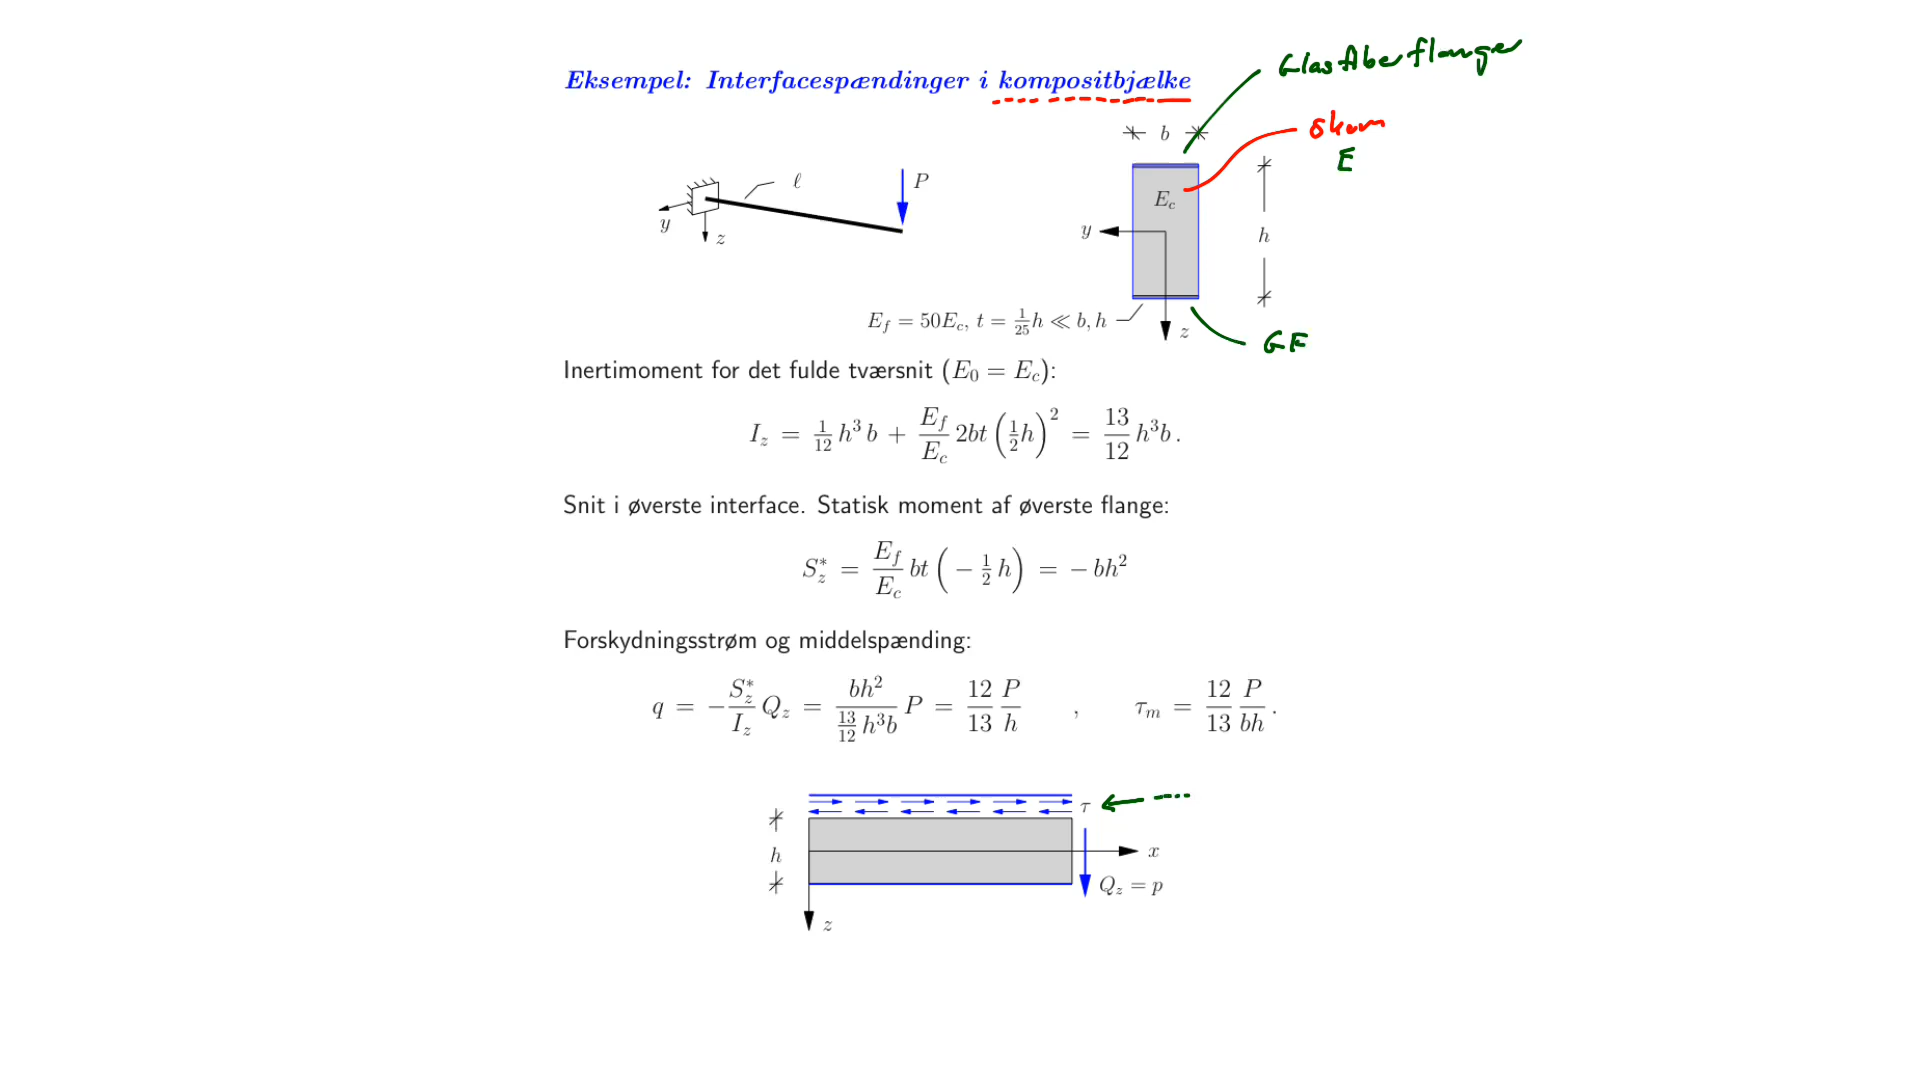 Eksempel: Interfacespændinger i kompositbjælke
Glasfiberflanger
skum
E
b
ℓ
P
y
z
E_c
y
h
z
E_f = 50E_c, t = 1/25 h ≪ b, h
GF
Inertimoment for det fulde tværsnit (E_0 = E_c):
I_z = 1/12 h^3 b + E_f/E_c 2bt (1/2 h)^2 = 13/12 h^3 b .
Snit i øverste interface. Statisk moment af øverste flange:
S_z^* = E_f/E_c bt (− 1/2 h) = − bh^2
Forskydningsstrøm og middelspænding:
q = − S_z^*/I_z Q_z = bh^2/(13/12 h^3 b) P = 12/13 P/h , τ_m = 12/13 P/bh .
τ
h
x
Q_z = p
z